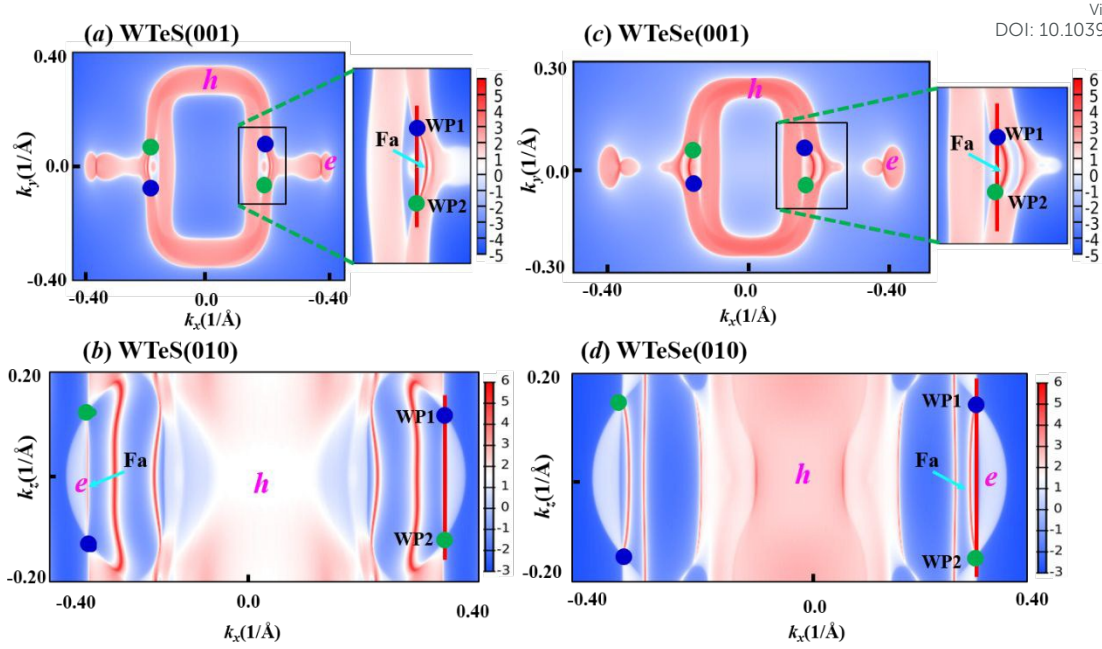 Vi
DOI: 10.1039
(a) WTeS(001)
0.40
ky(1/Å)
0.0
-0.40
h
e
-0.40
0.0
-0.40
kx(1/Å)
Fa
WP1
WP2
6
5
4
3
2
1
0
-1
-2
-3
-4
-5
(c) WTeSe(001)
0.30
ky(1/Å)
0.0
-0.30
h
e
-0.40
0.0
-0.40
kx(1/Å)
Fa
WP1
WP2
6
5
4
3
2
1
0
-1
-2
-3
-4
-5
(b) WTeS(010)
0.20
kz(1/Å)
-0.20
e
Fa
h
WP1
WP2
-0.40
0.0
0.40
kx(1/Å)
6
5
4
3
2
1
0
-1
-2
-3
(d) WTeSe(010)
0.20
kz(1/Å)
-0.20
h
Fa
e
WP1
WP2
-0.40
0.0
0.40
kx(1/Å)
6
5
4
3
2
1
0
-1
-2
-3